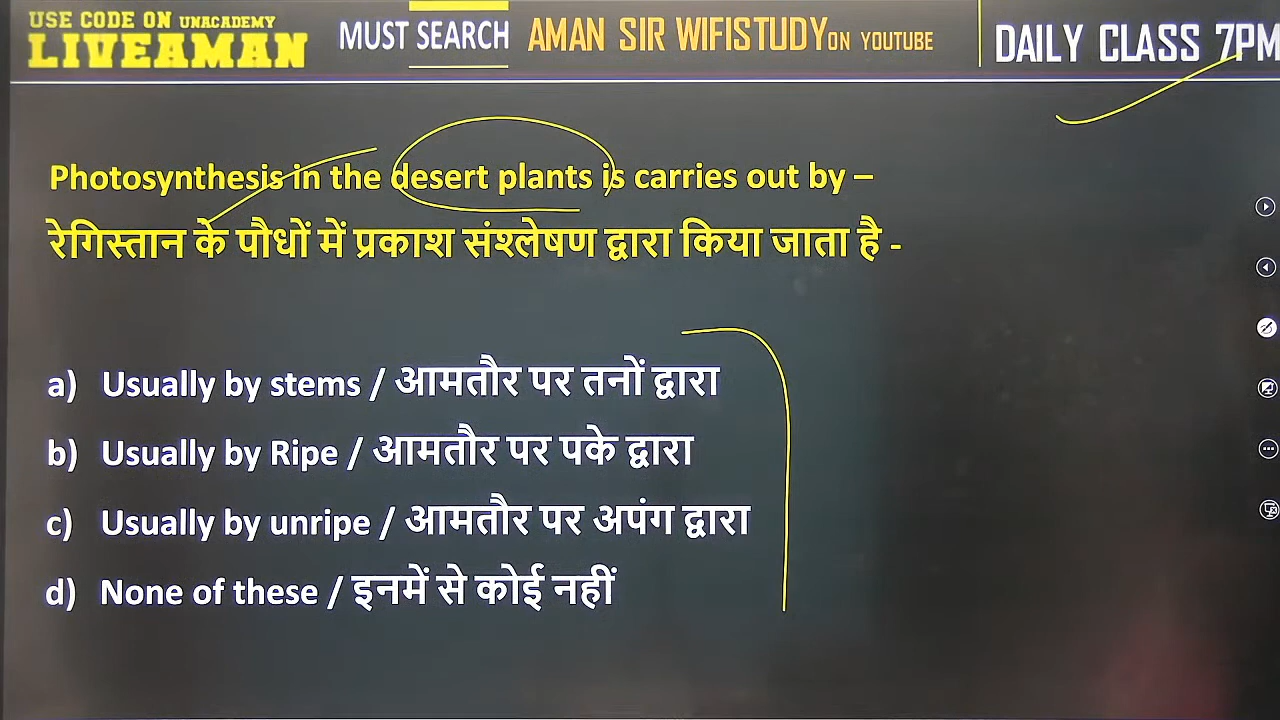 USE CODE ON UNACADEMY
LIVEAMAN
MUST SEARCH
AMAN SIR WIFISTUDY ON YOUTUBE
DAILY CLASS 7PM
Photosynthesis in the desert plants is carries out by –
रेगिस्तान के पौधों में प्रकाश संश्लेषण द्वारा किया जाता है -
a) Usually by stems / आमतौर पर तनों द्वारा
b) Usually by Ripe / आमतौर पर पके द्वारा
c) Usually by unripe / आमतौर पर अपंग द्वारा
d) None of these / इनमें से कोई नहीं